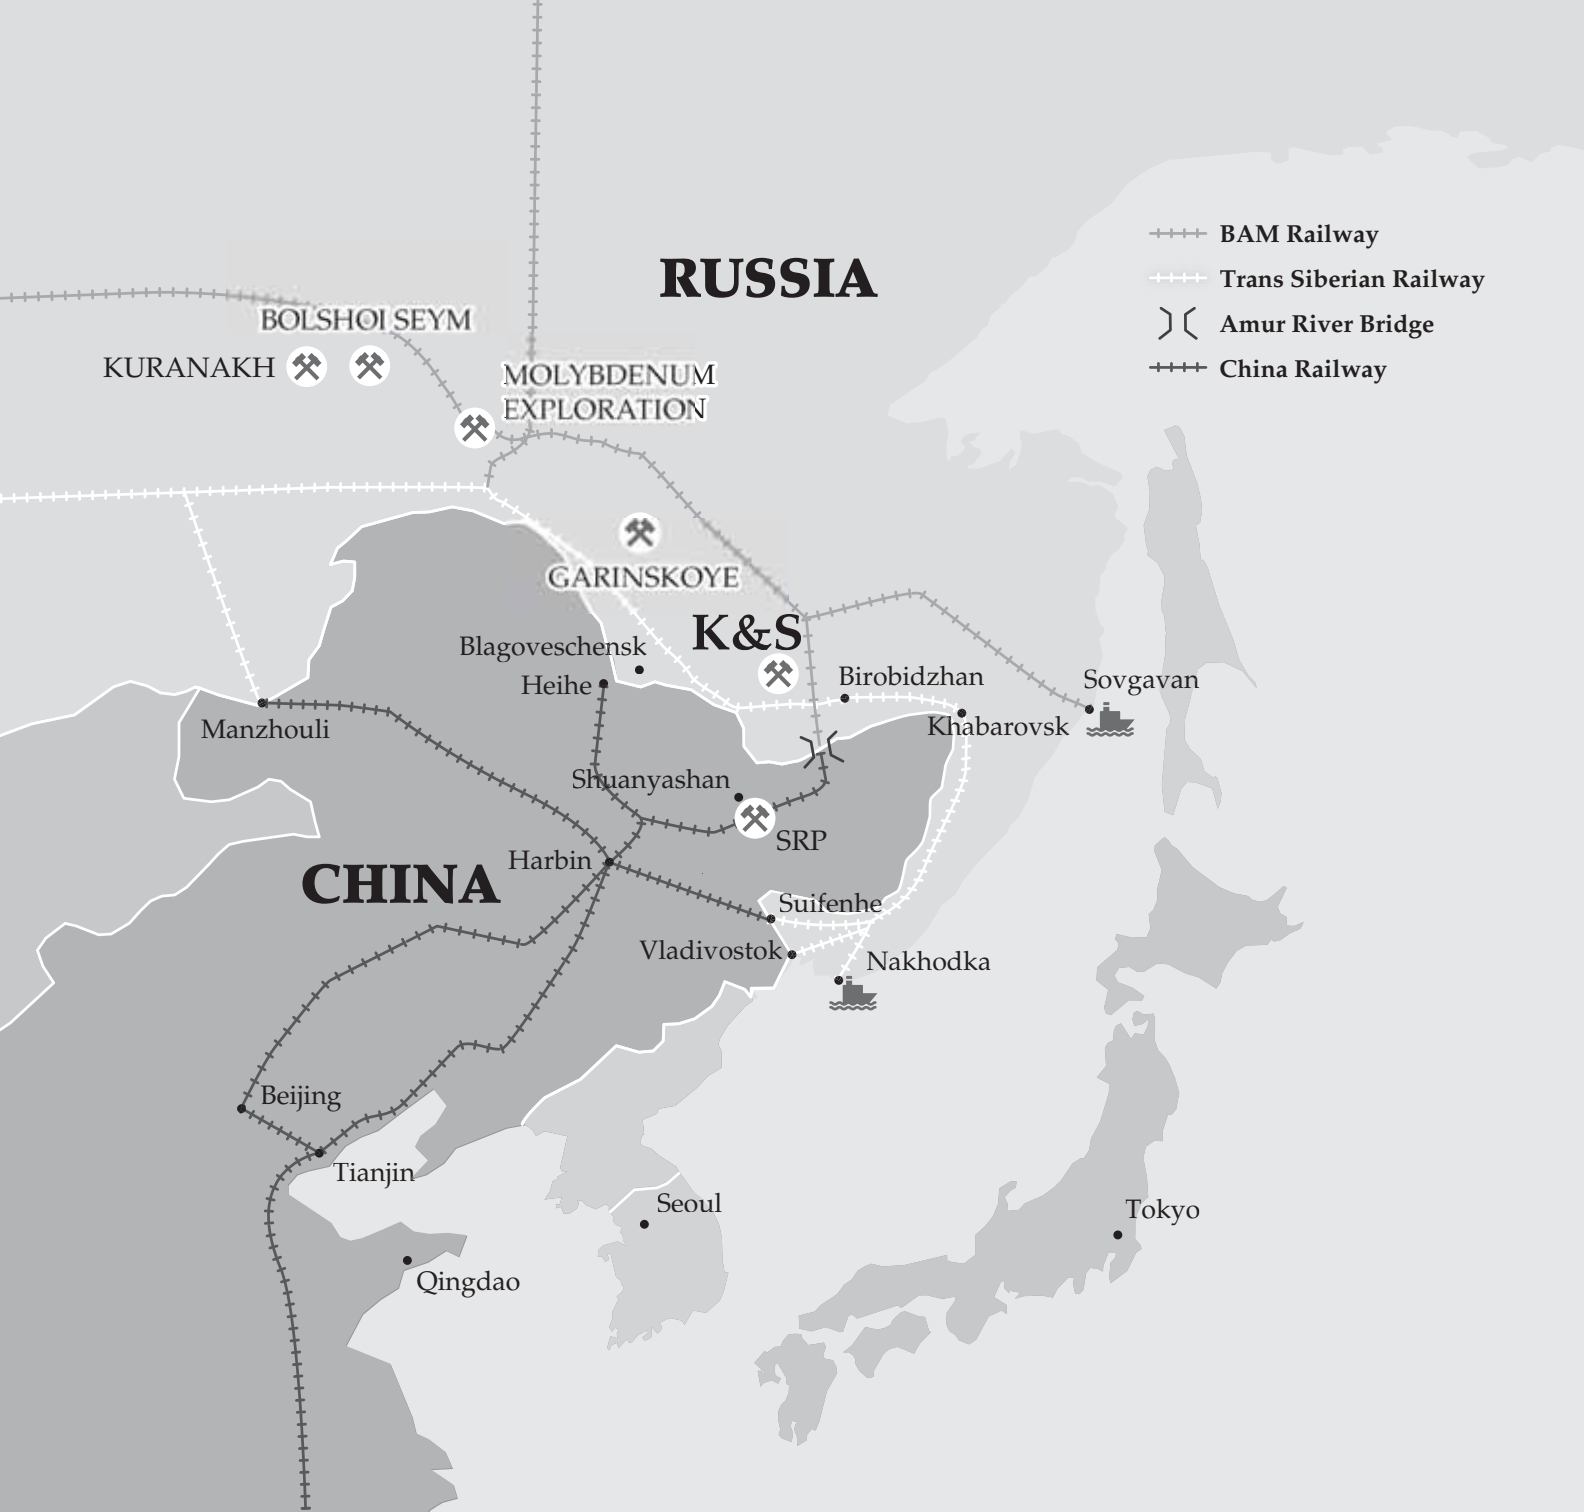 BAM Railway
RUSSIA
Trans Siberian Railway
BOLSHOI SEYM
Amur River Bridge
KURANAKH
China Railway
MOLYBDENUM
EXPLORATION
GARINSKOYE
K&S
Blagoveschensk
Heihe
Birobidzhan
Sovgavan
Manzhouli
Khabarovsk
Shuanyashan
SRP
Harbin
CHINA
Suifenhe
Vladivostok
Nakhodka
Beijing
Tianjin
Seoul
Tokyo
Qingdao